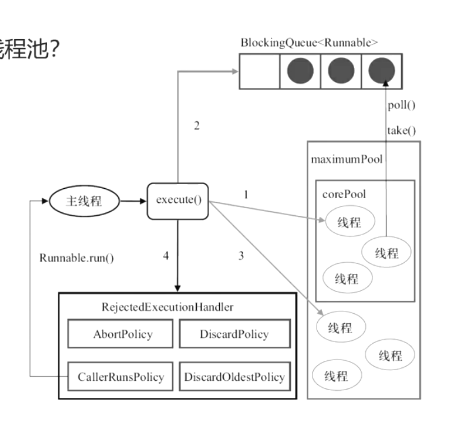 线程池?
BlockingQueue<Runnable>
poll()
take()
2
maximumPool
corePool
1
主线程
execute()
线程
线程
线程
Runnable.run()
4
3
RejectedExecutionHandler
AbortPolicy
DiscardPolicy
CallerRunsPolicy
DiscardOldestPolicy
线程
线程
线程